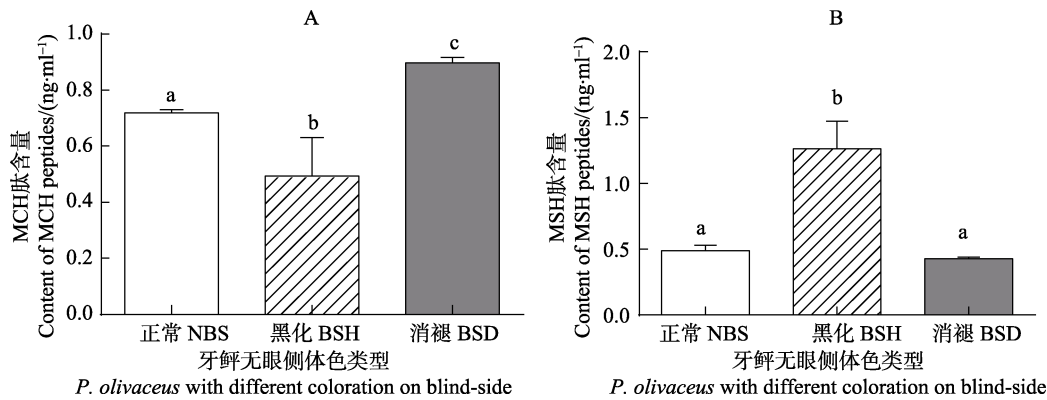 A
MCH肽含量
Content of MCH peptides/(ng·ml⁻¹)
1.0
0.8
0.6
0.4
0.2
0.0
a
b
c
正常 NBS
黑化 BSH
消褪 BSD
牙鲆无眼侧体色类型
P. olivaceus with different coloration on blind-side
B
MSH肽含量
Content of MSH peptides/(ng·ml⁻¹)
2.0
1.5
1.0
0.5
0.0
a
b
a
正常 NBS
黑化 BSH
消褪 BSD
牙鲆无眼侧体色类型
P. olivaceus with different coloration on blind-side